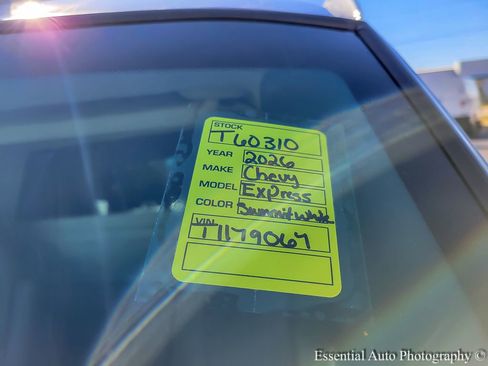 STOCK
T60310
YEAR 2026
MAKE Chevy
MODEL Express
COLOR Summit White
VIN
T1179067
Essential Auto Photography ©